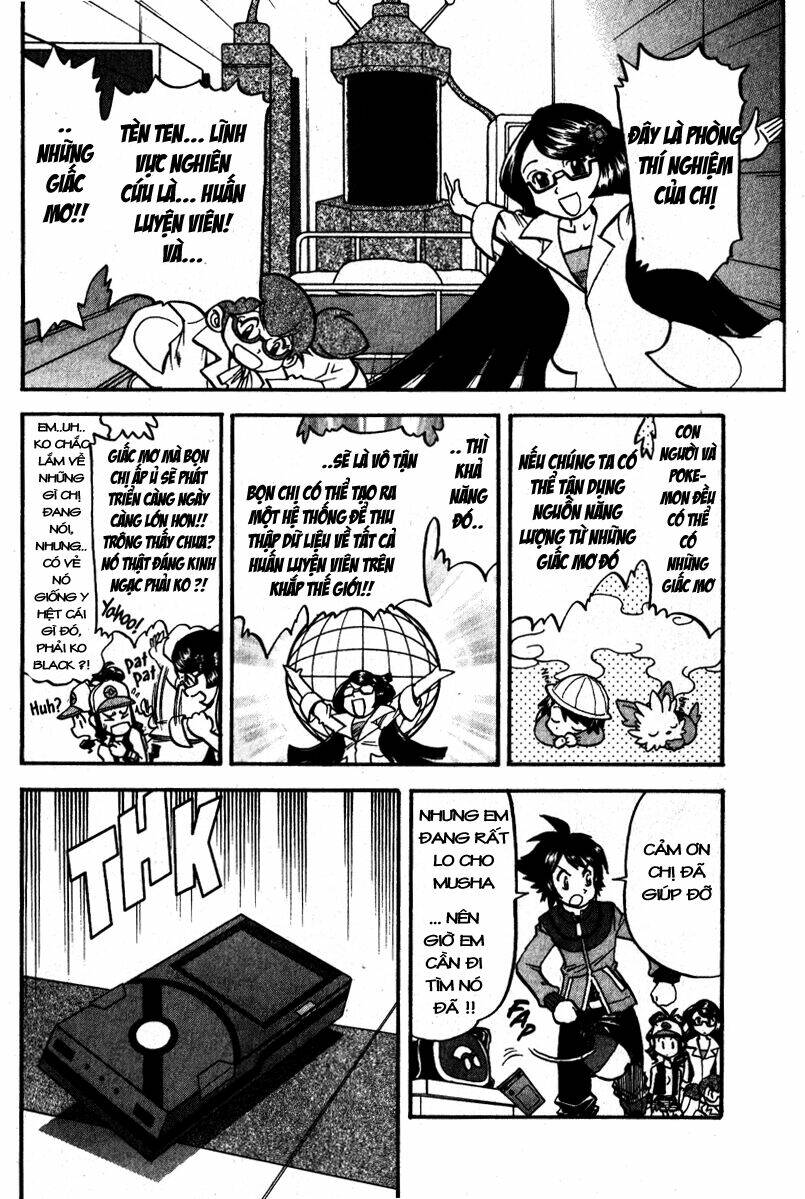 ĐÂY LÀ PHÒNG
THÍ NGHIỆM
CỦA CHỊ
TÈN TEN... LĨNH
VỰC NGHIÊN
CỨU LÀ... HUẤN
LUYỆN VIÊN!
VÀ...
..
NHỮNG
GIẤC
MƠ!!
CON
NGƯỜI VÀ
POKE-
MON ĐỀU
CÓ THỂ
CÓ
NHỮNG
GIẤC MƠ
NẾU CHÚNG TA CÓ
THỂ TẬN DỤNG
NGUỒN NĂNG
LƯỢNG TỪ NHỮNG
GIẤC MƠ ĐÓ
.. THÌ
KHẢ
NĂNG
ĐÓ..
..SẼ LÀ VÔ TẬN
BỌN CHỊ CÓ THỂ TẠO RA
MỘT HỆ THỐNG ĐỂ THU
THẬP DỮ LIỆU VỀ TẤT CẢ
HUẤN LUYỆN VIÊN TRÊN
KHẮP THẾ GIỚI!!
GIẤC MƠ MÀ BỌN
CHỊ ẤP Ủ SẼ PHÁT
TRIỂN CÀNG NGÀY
CÀNG LỚN HƠN!!
TRÔNG THẤY CHƯA?
NÓ THẬT ĐÁNG KINH
NGẠC PHẢI KO ?!
EM..UH..
KO CHẮC
LẮM VỀ
NHỮNG
GÌ CHỊ
ĐANG
NÓI,
NHƯNG..
CÓ VẺ
NÓ
GIỐNG Y
HỆT CÁI
GÌ ĐÓ,
PHẢI KO
BLACK ?!
Yahoo!
Pat
Pat
Huh?
CẢM ƠN
CHỊ ĐÃ
GIÚP ĐỠ
NHƯNG EM
ĐANG RẤT
LO CHO
MUSHA
... NÊN
GIỜ EM
CẦN ĐI
TÌM NÓ
ĐÃ !!
FAP
THK